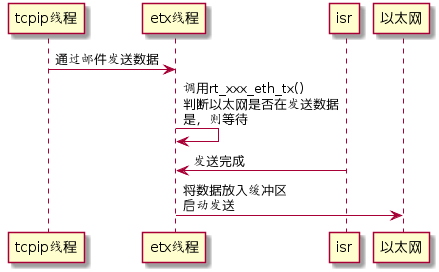 tcpip线程
etx线程
isr
以太网
通过邮件发送数据
调用rt_xxx_eth_tx()
判断以太网是否在发送数据
是，则等待
发送完成
将数据放入缓冲区
启动发送
tcpip线程
etx线程
isr
以太网